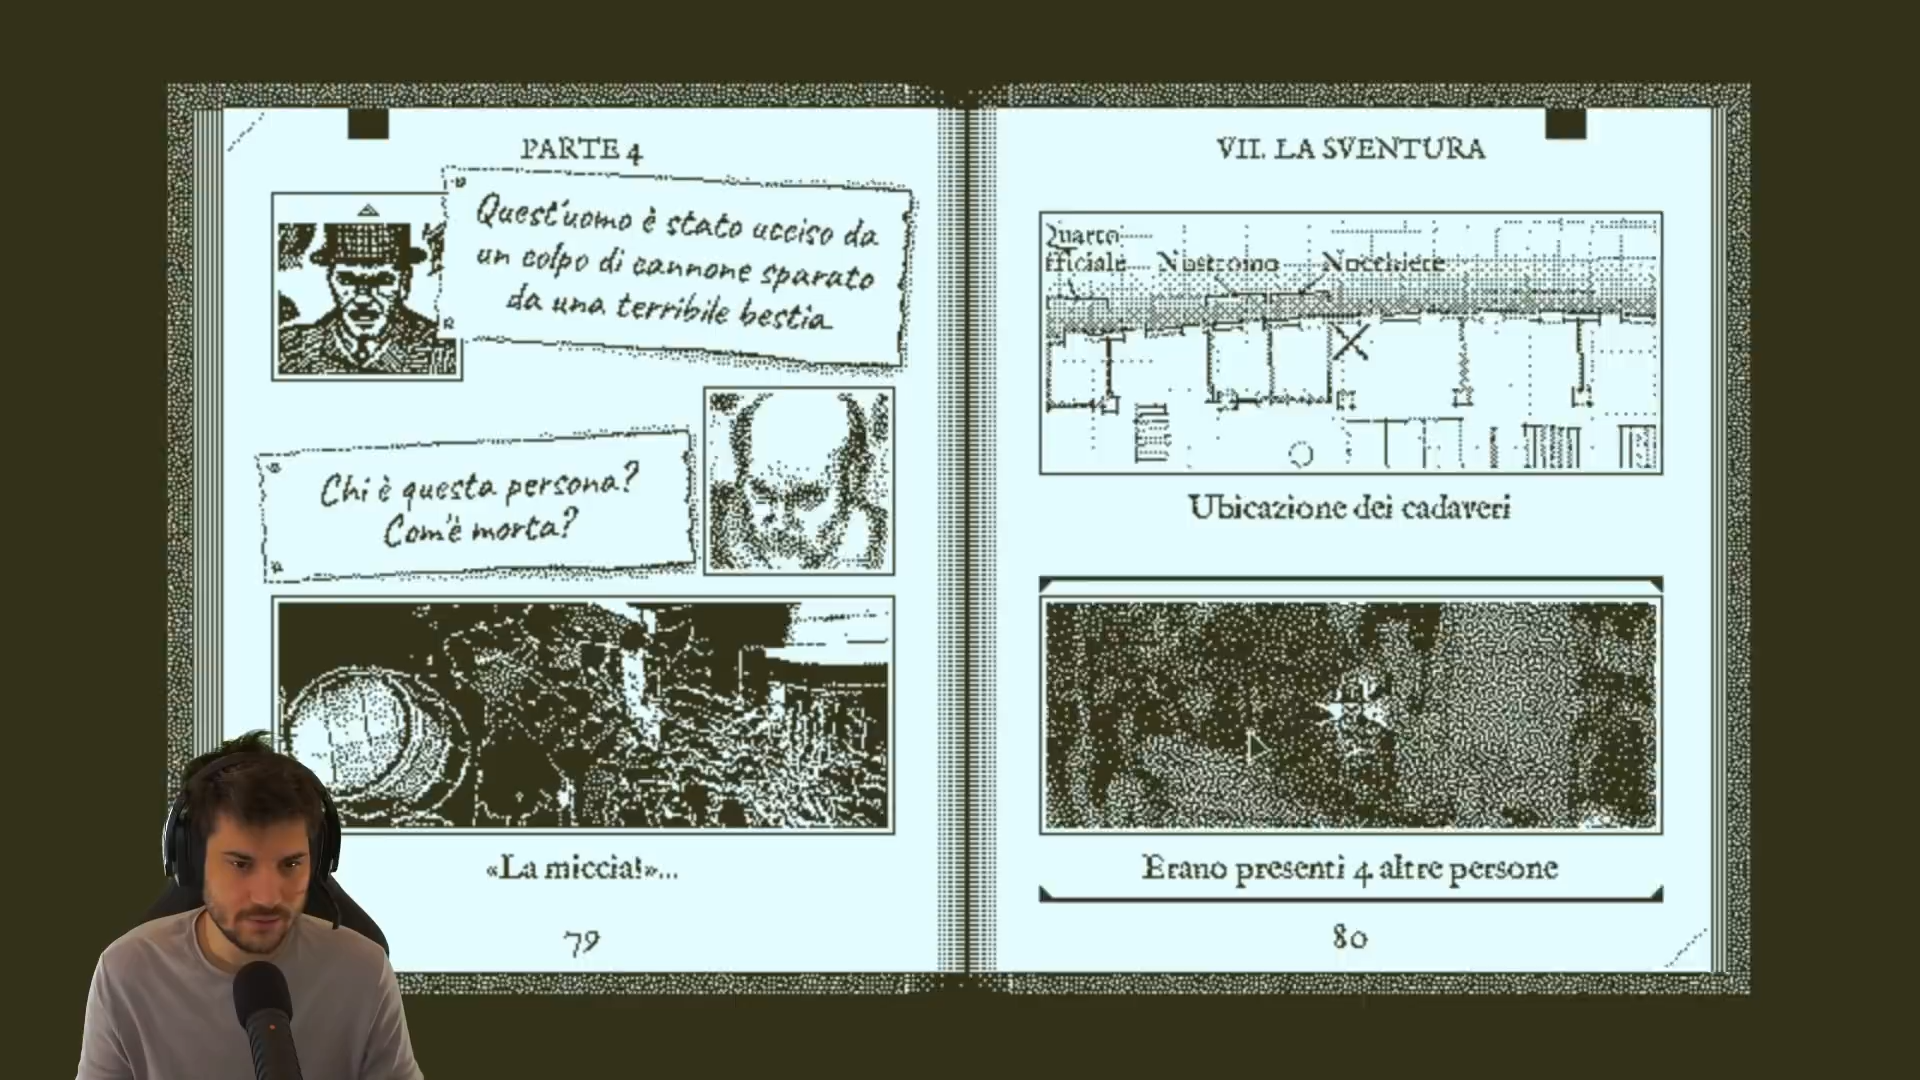 PARTE 4
Quest'uomo è stato ucciso da
un colpo di cannone sparato
da una terribile bestia
Chi è questa persona?
Com'è morta?
«La miccia!»...
79
VII. LA SVENTURA
Quarto
fficiale
Nostromo
Nocchiere
Ubicazione dei cadaveri
Erano presenti 4 altre persone
80